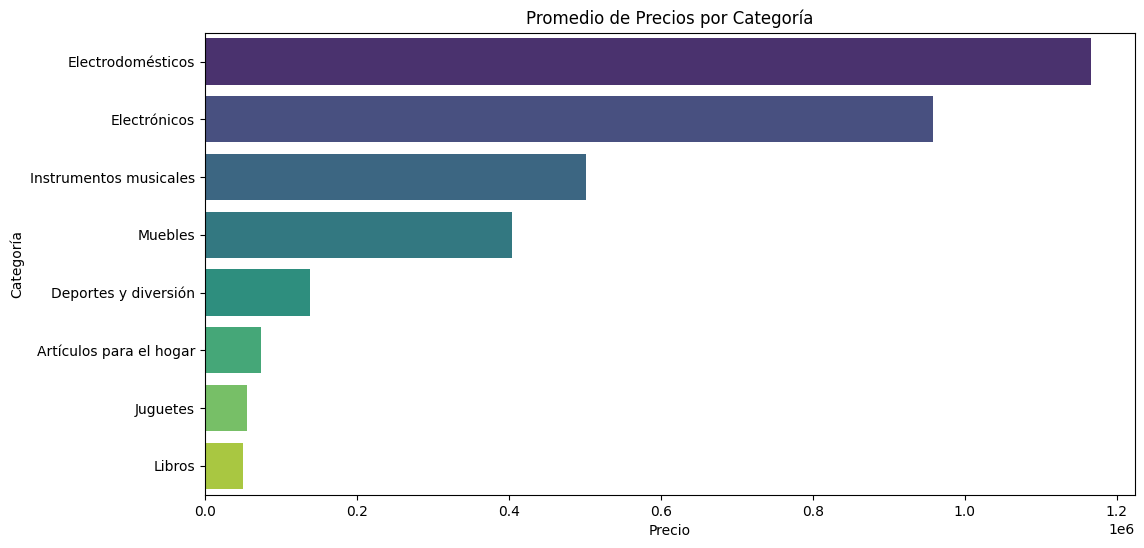 Promedio de Precios por Categoría
Categoría
Electrodomésticos
Electrónicos
Instrumentos musicales
Muebles
Deportes y diversión
Artículos para el hogar
Juguetes
Libros
0.0 0.2 0.4 0.6 0.8 1.0 1.2
1e6
Precio